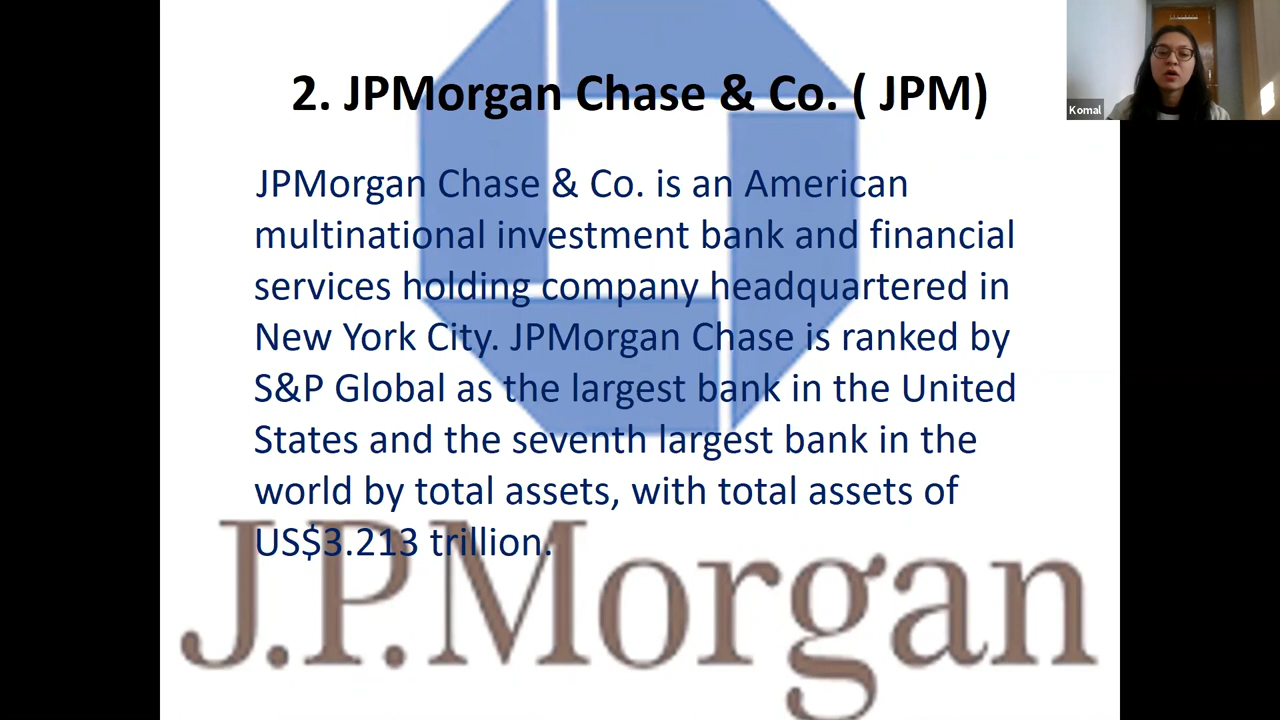 2. JPMorgan Chase & Co. ( JPM)
Komal
JPMorgan Chase & Co. is an American
multinational investment bank and financial
services holding company headquartered in
New York City. JPMorgan Chase is ranked by
S&P Global as the largest bank in the United
States and the seventh largest bank in the
world by total assets, with total assets of
US$3.213 trillion.
J.P.Morgan